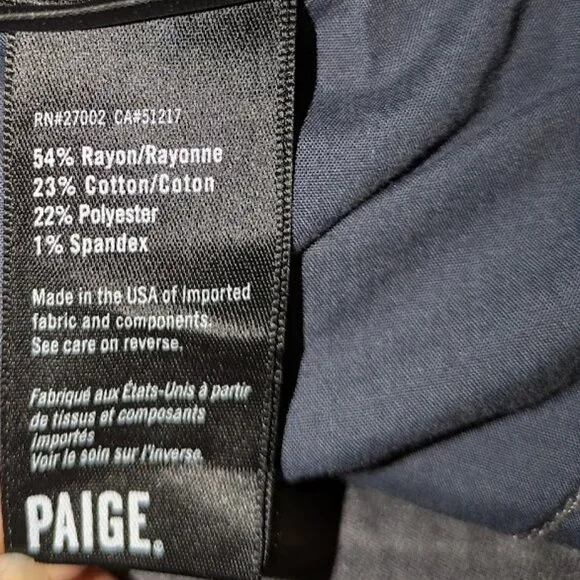 RN#27002 CA#51217
54% Rayon/Rayonne
23% Cotton/Coton
22% Polyester
1% Spandex
Made in the USA of Imported
fabric and components.
See care on reverse.
Fabriqué aux États-Unis à partir
de tissus et composants
importés
Voir le soin sur l'inverse.
PAIGE.